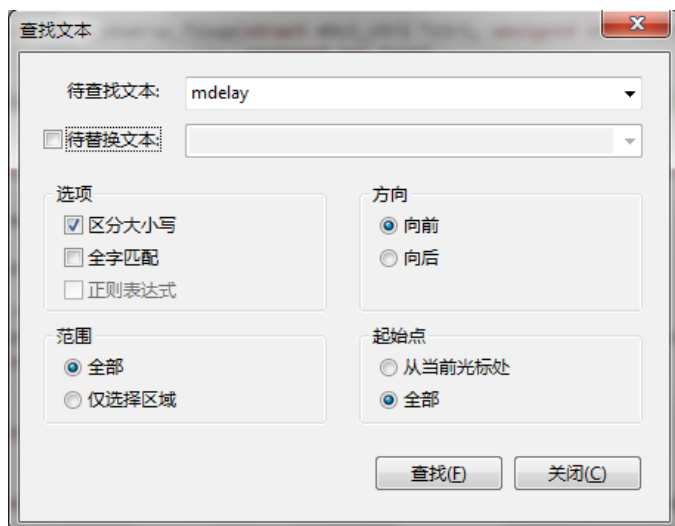 查找文本
待查找文本: mdelay
待替换文本:
选项
区分大小写
全字匹配
正则表达式
方向
向前
向后
范围
全部
仅选择区域
起始点
从当前光标处
全部
查找(F) 关闭(C)